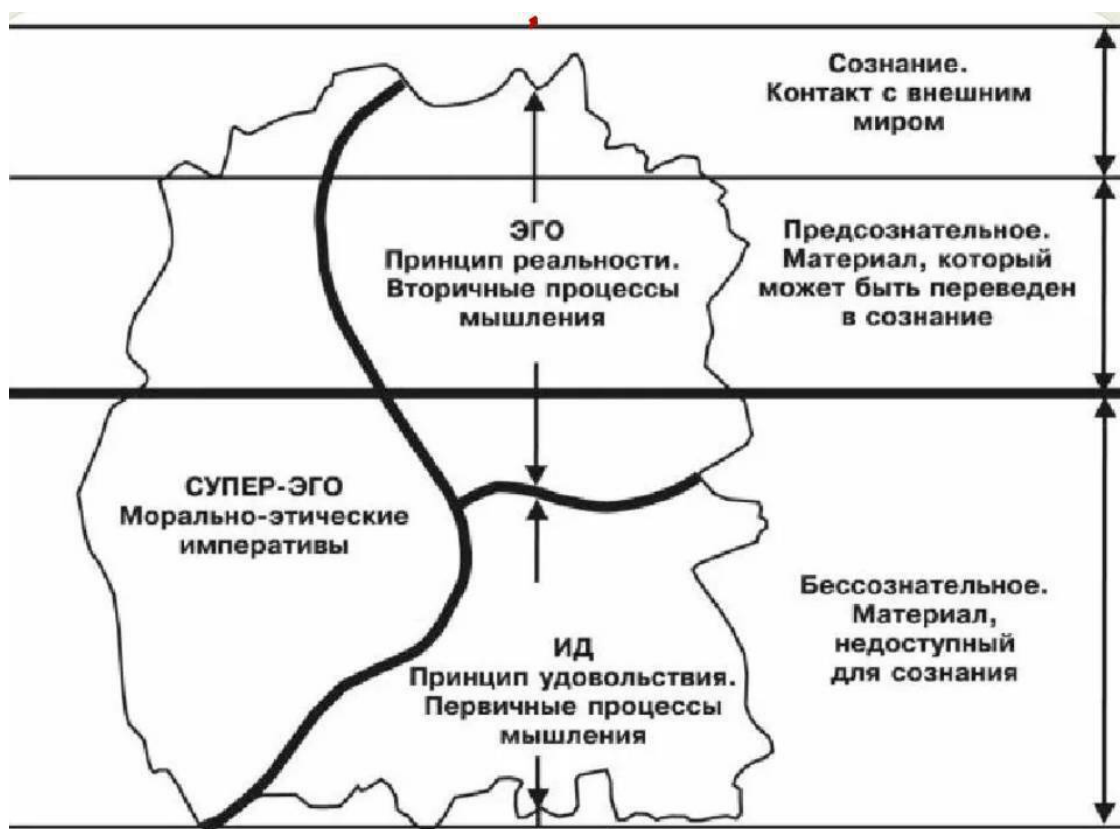 Сознание.
Контакт с внешним
миром
ЭГО
Принцип реальности.
Вторичные процессы
мышления
Предсознательное.
Материал, который
может быть переведен
в сознание
СУПЕР-ЭГО
Морально-этические
императивы
ИД
Принцип удовольствия.
Первичные процессы
мышления
Бессознательное.
Материал,
недоступный
для сознания